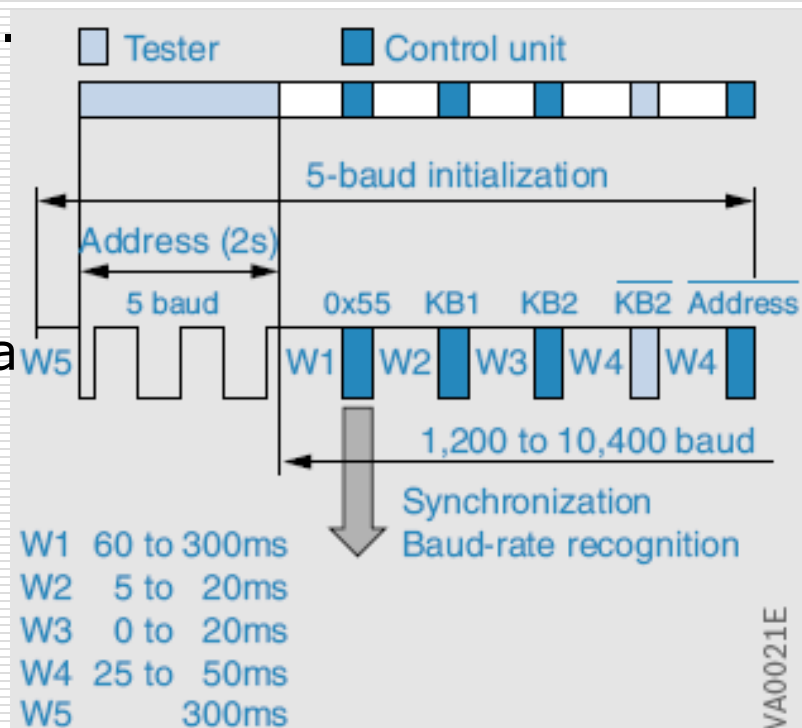 .
Tester Control unit
5-baud initialization
Address (2s)
5 baud 0x55 KB1 KB2 KB2 Address
a
W5 W1 W2 W3 W4 W4
1,200 to 10,400 baud
Synchronization
Baud-rate recognition
W1 60 to 300ms
W2 5 to 20ms
W3 0 to 20ms
W4 25 to 50ms
W5 300ms
VA0021E